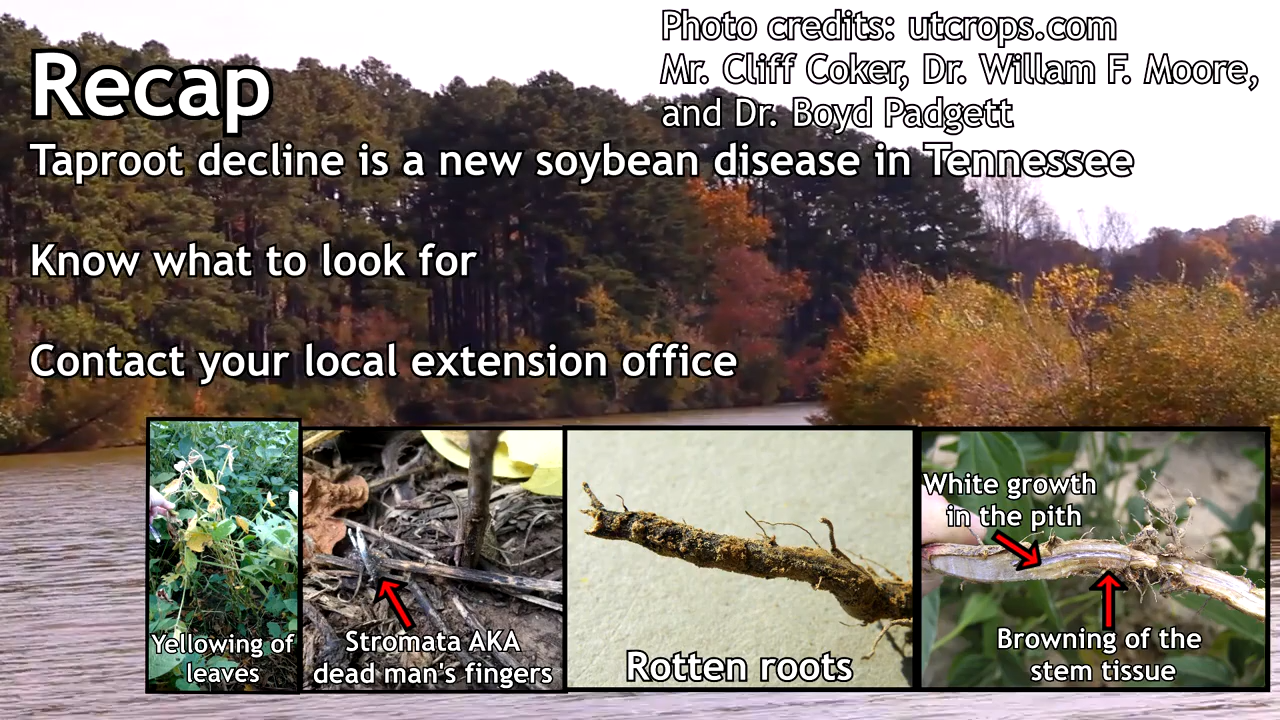 Recap
Photo credits: utcrops.com
Mr. Cliff Coker, Dr. Willam F. Moore,
and Dr. Boyd Padgett
Taproot decline is a new soybean disease in Tennessee
Know what to look for
Contact your local extension office
Yellowing of
leaves
Stromata AKA
dead man's fingers
Rotten roots
White growth
in the pith
Browning of the
stem tissue